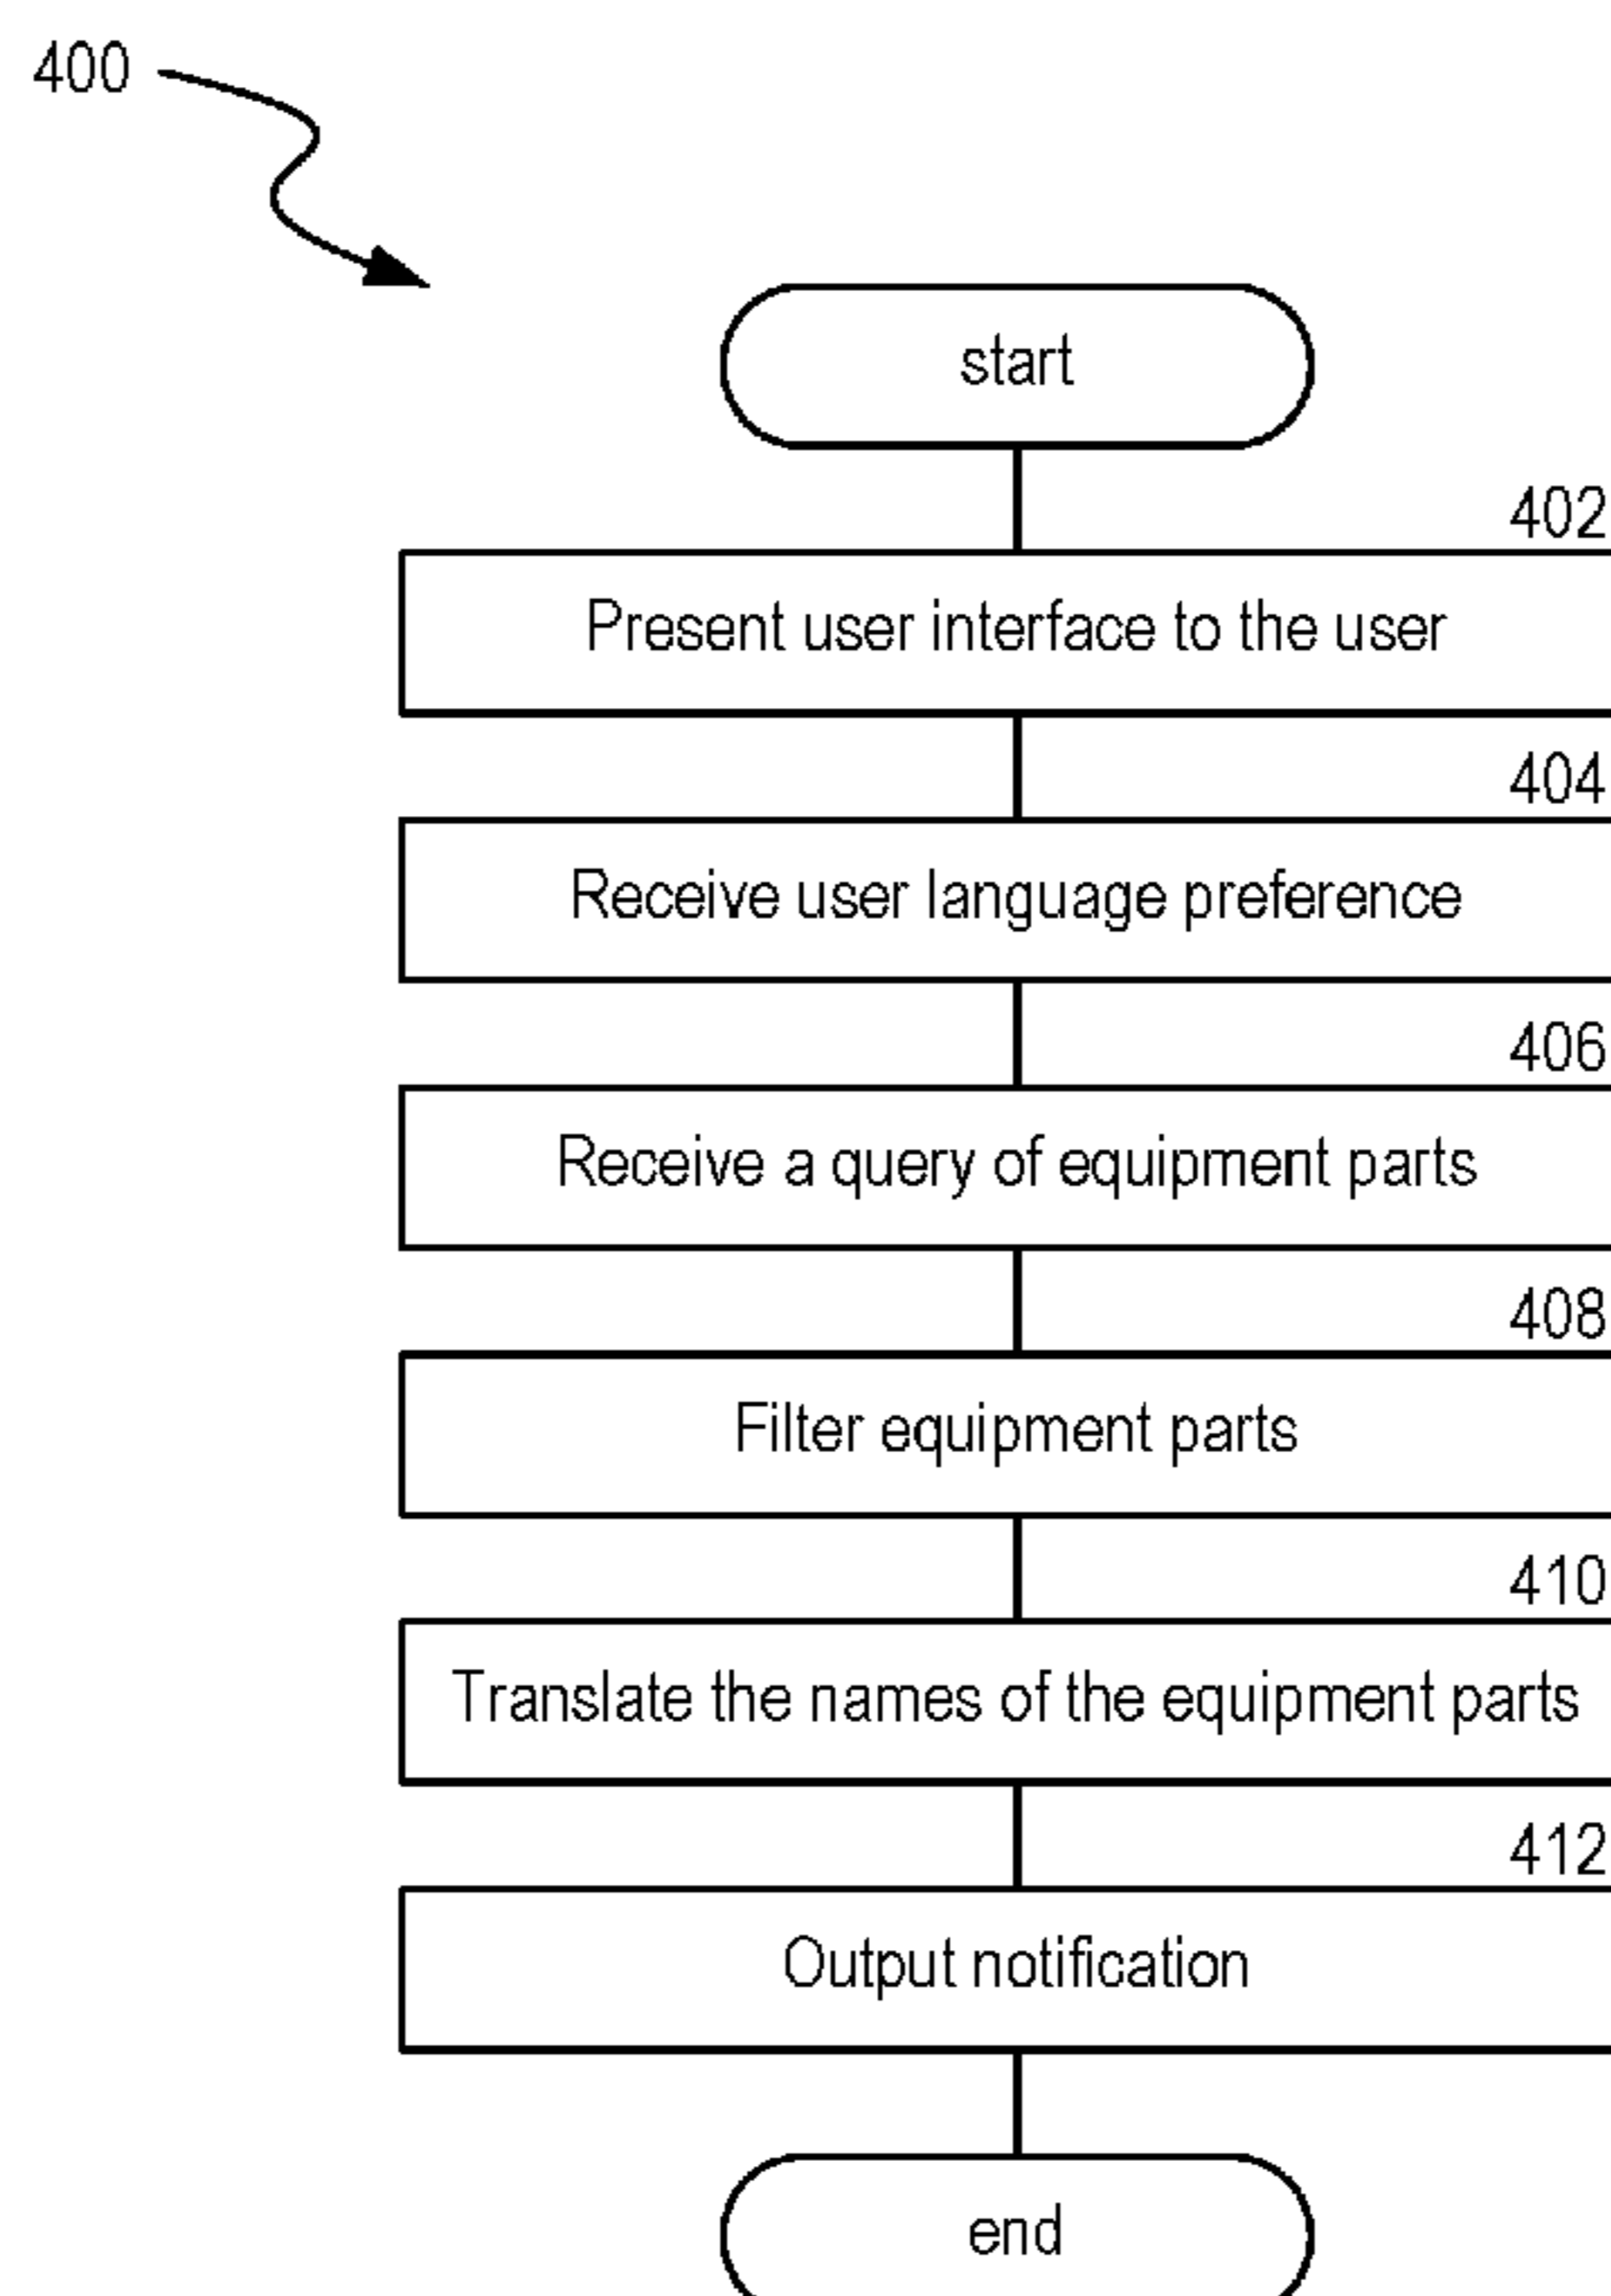 400
start
402
Present user interface to the user
404
Receive user language preference
406
Receive a query of equipment parts
408
Filter equipment parts
410
Translate the names of the equipment parts
412
Output notification
end